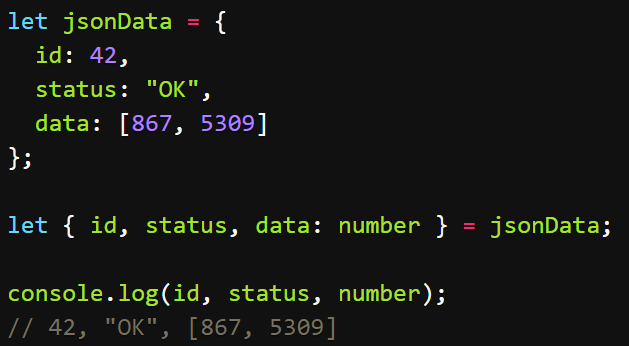 let jsonData = {
  id: 42,
  status: "OK",
  data: [867, 5309]
};

let { id, status, data: number } = jsonData;

console.log(id, status, number);
// 42, "OK", [867, 5309]